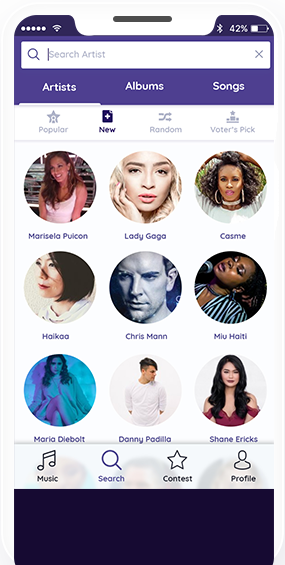 42%
Search Artist
Artists Albums Songs
Popular New Random Voter's Pick
Marisela Puicon Lady Gaga Casme
Haikaa Chris Mann Miu Haiti
Maria Diebolt Danny Padilla Shane Ericks
Music Search Contest Profile